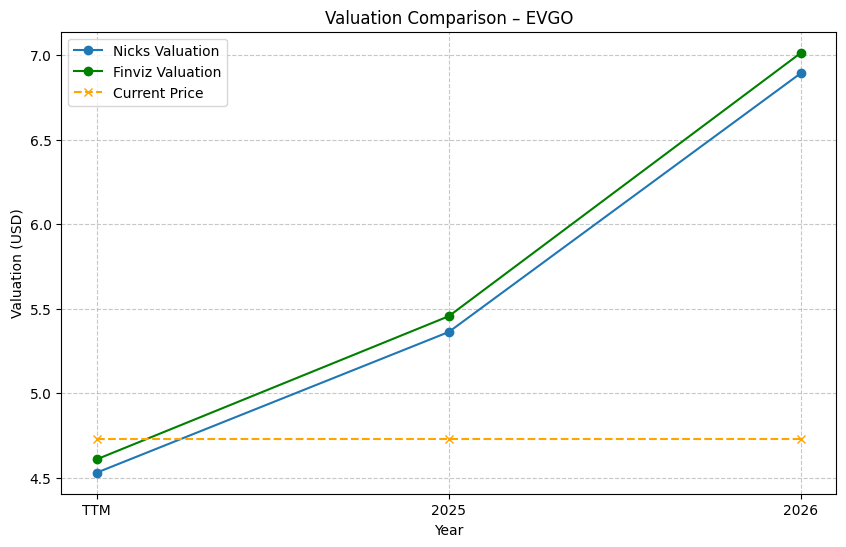 Valuation Comparison – EVGO
Nicks Valuation
Finviz Valuation
Current Price
Valuation (USD)
7.0
6.5
6.0
5.5
5.0
4.5
TTM
2025
2026
Year